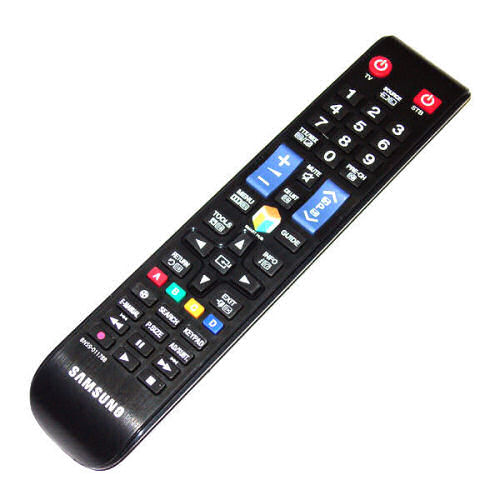 TV
SOURCE
STB
1 2 3
4 5 6
7 8 9
TTX/MIX
0
PRE-CH
+
MUTE
−
CH LIST
P
MENU
SMART HUB
GUIDE
TOOLS
INFO
RETURN
EXIT
A B C D
E-MANUAL
SEARCH
KEYPAD
P.SIZE
AD/SUBT.
SAMSUNG